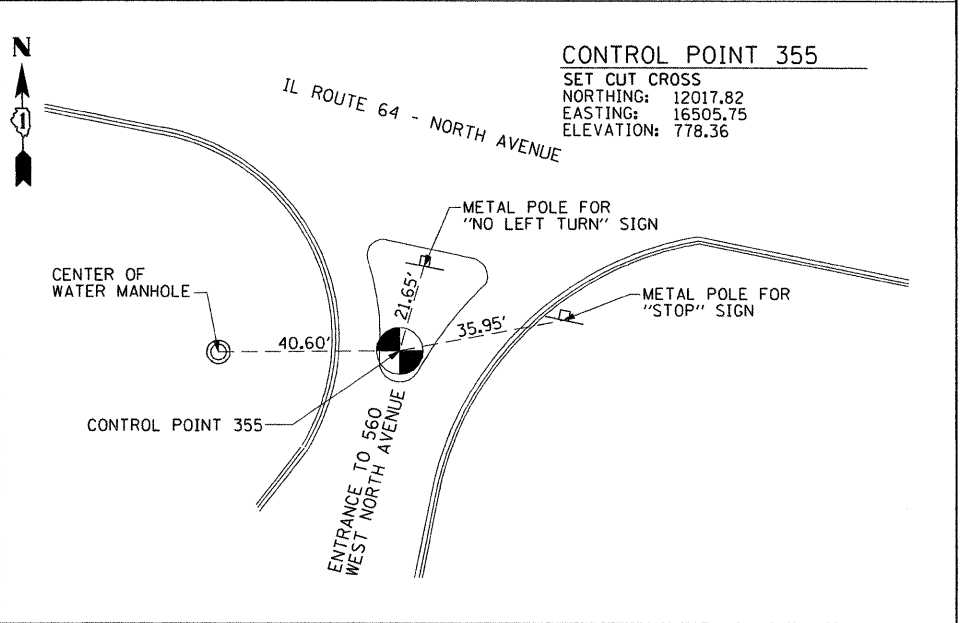 N
1
IL ROUTE 64 - NORTH AVENUE
CONTROL POINT 355
SET CUT CROSS
NORTHING: 12017.82
EASTING: 16505.75
ELEVATION: 778.36
METAL POLE FOR
"NO LEFT TURN" SIGN
CENTER OF
WATER MANHOLE
METAL POLE FOR
"STOP" SIGN
21.65'
35.95'
40.60'
CONTROL POINT 355
ENTRANCE TO 560
WEST NORTH AVENUE